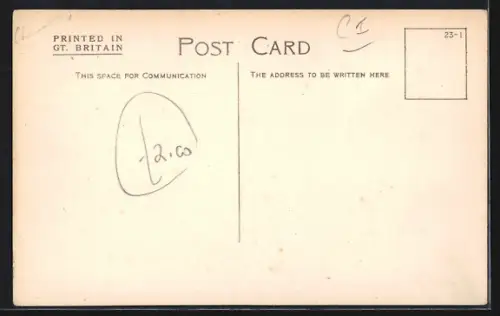 PRINTED IN
GT. BRITAIN
POST CARD
C I
23-1
THIS SPACE FOR COMMUNICATION
THE ADDRESS TO BE WRITTEN HERE
£2.00